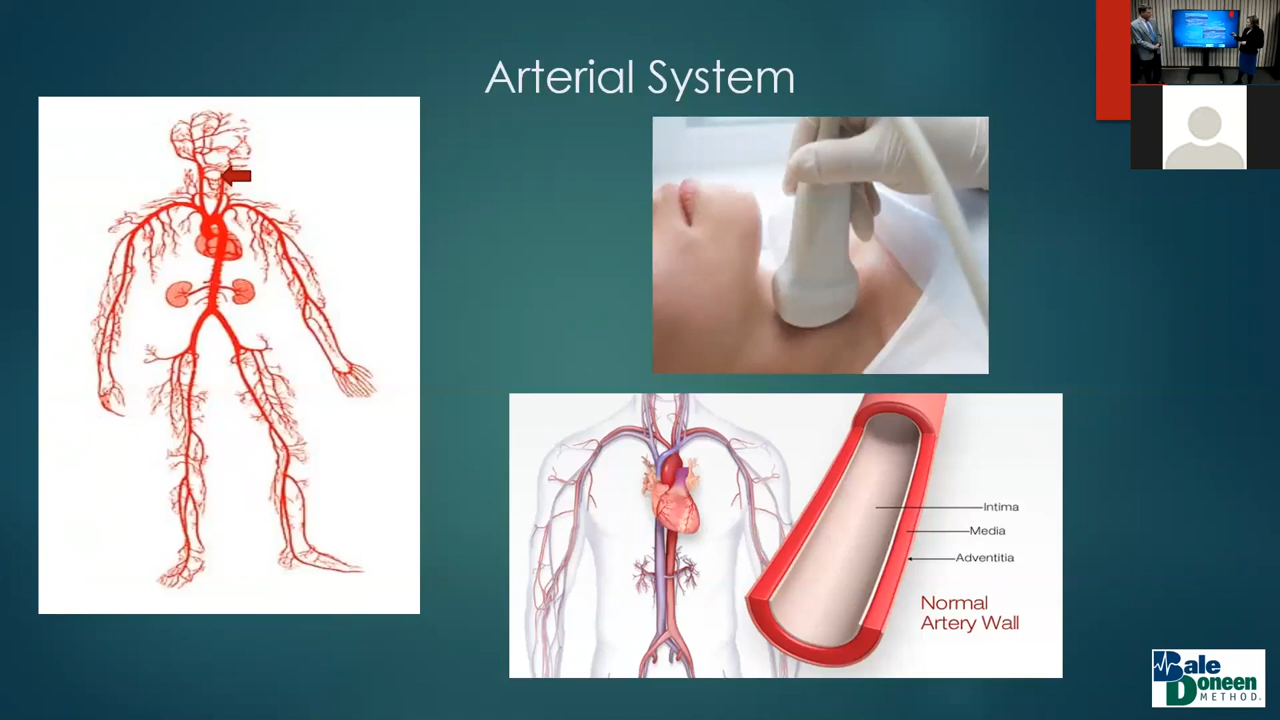 Arterial System
Intima
Media
Adventitia
Normal
Artery Wall
Bale
Doneen
METHOD